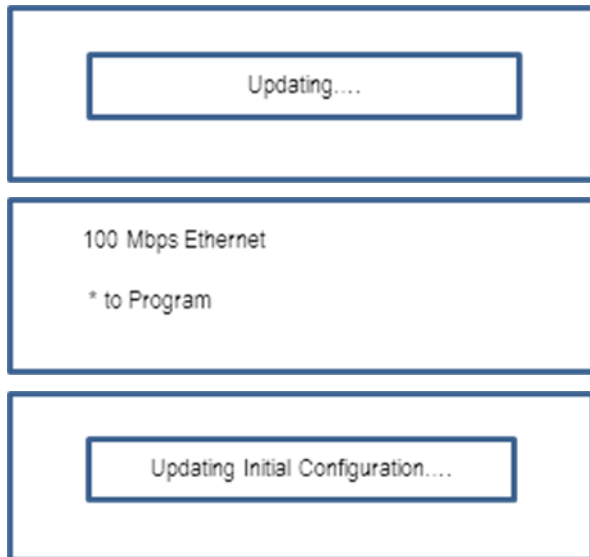 Updating....
100 Mbps Ethernet
* to Program
Updating Initial Configuration....